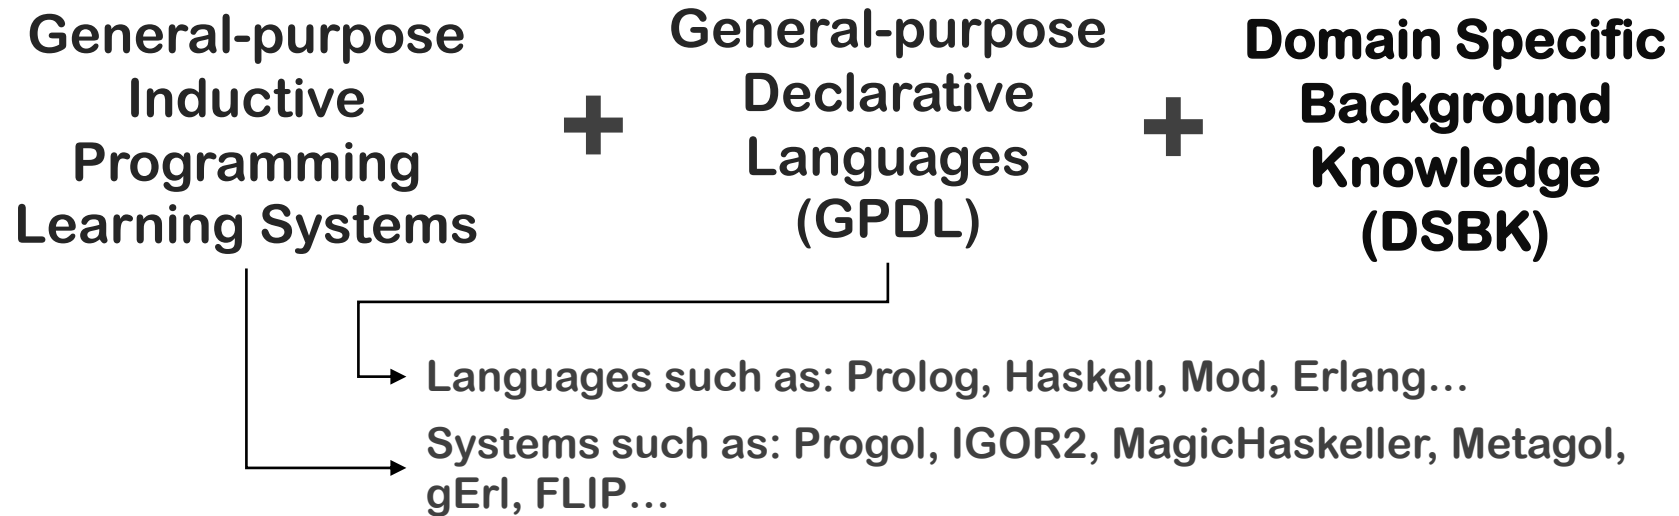 General-purpose
Inductive
Programming
Learning Systems
+
General-purpose
Declarative
Languages
(GPDL)
+
Domain Specific
Background
Knowledge
(DSBK)
Languages such as: Prolog, Haskell, Mod, Erlang…
Systems such as: Progol, IGOR2, MagicHaskeller, Metagol,
gErl, FLIP…